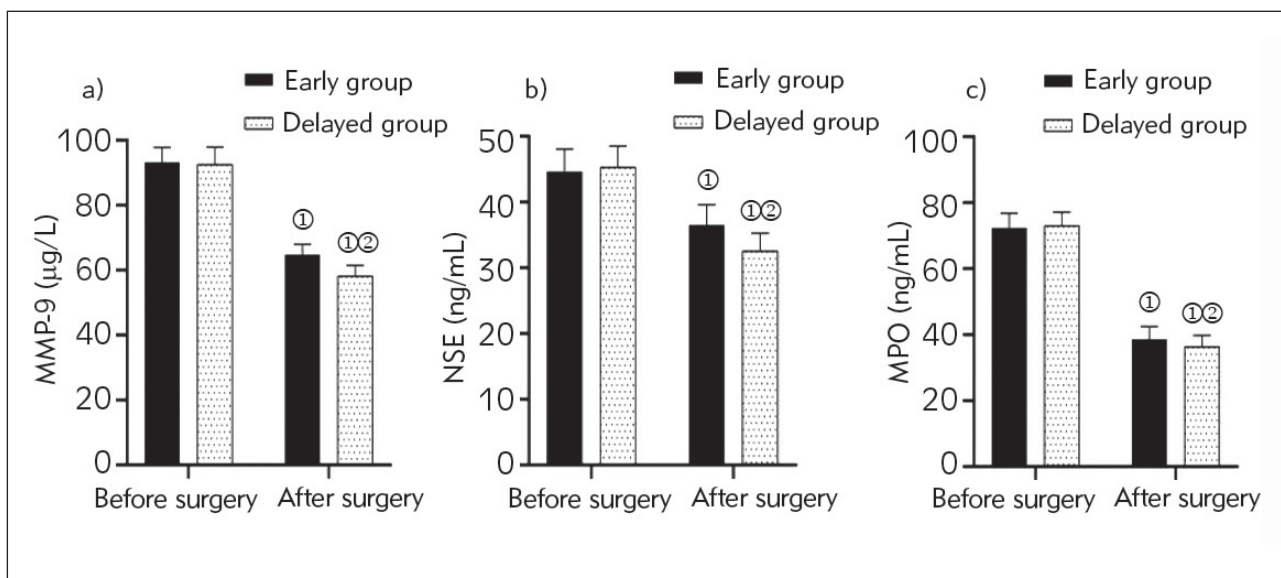 a)
Early group
Delayed group
MMP-9 (μg/L)
100
80
60
40
20
0
①
①②
Before surgery
After surgery
b)
Early group
Delayed group
NSE (ng/mL)
50
40
30
20
10
0
①
①②
Before surgery
After surgery
c)
Early group
Delayed group
MPO (ng/mL)
100
80
60
40
20
0
①
①②
Before surgery
After surgery